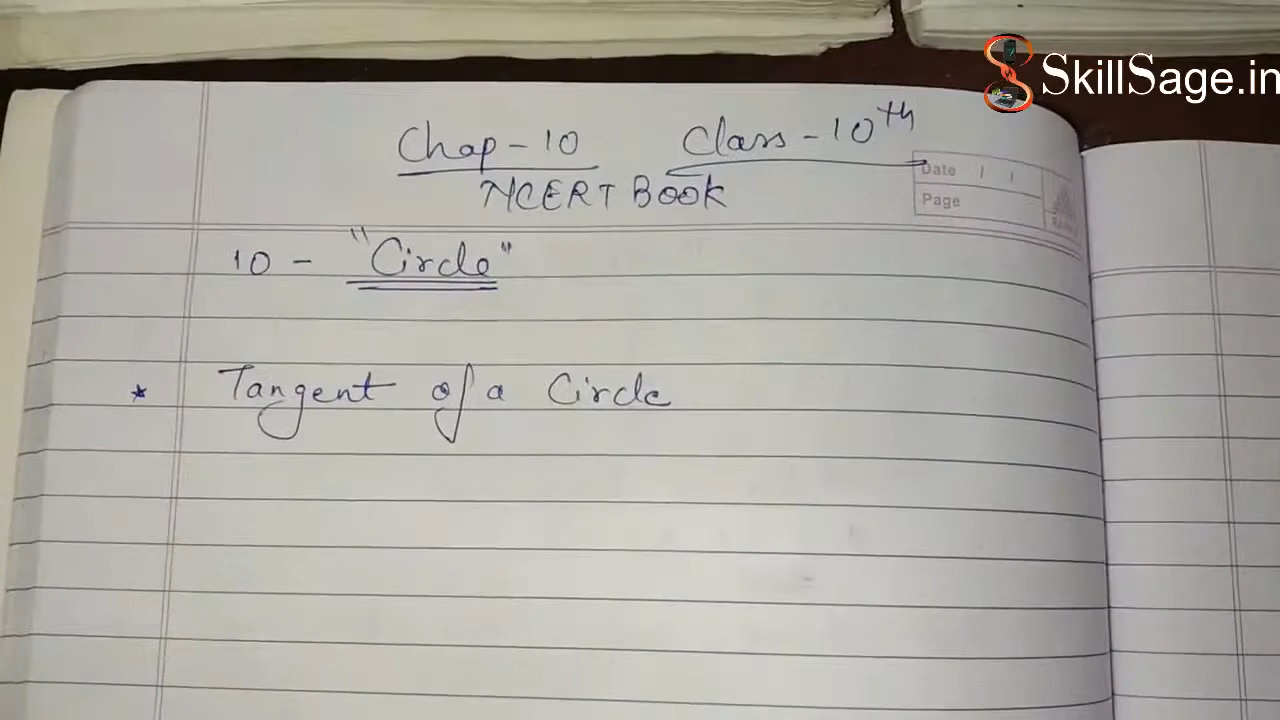 SkillSage.in
Chap - 10 Class - 10th
NCERT Book
Date / /
Page
10 - "Circle"
* Tangent of a Circle